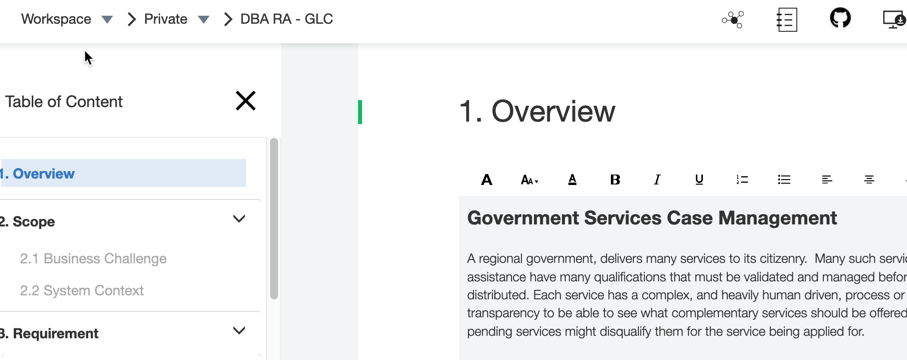 Workspace Private DBA RA - GLC
Table of Content
1. Overview
2. Scope
2.1 Business Challenge
2.2 System Context
3. Requirement
1. Overview
A AA A B I U
Government Services Case Management
A regional government, delivers many services to its citizenry. Many such
assistance have many qualifications that must be validated and managed
distributed. Each service has a complex, and heavily human driven, process or
transparency to be able to see what complementary services should be offered
pending services might disqualify them for the service being applied for.